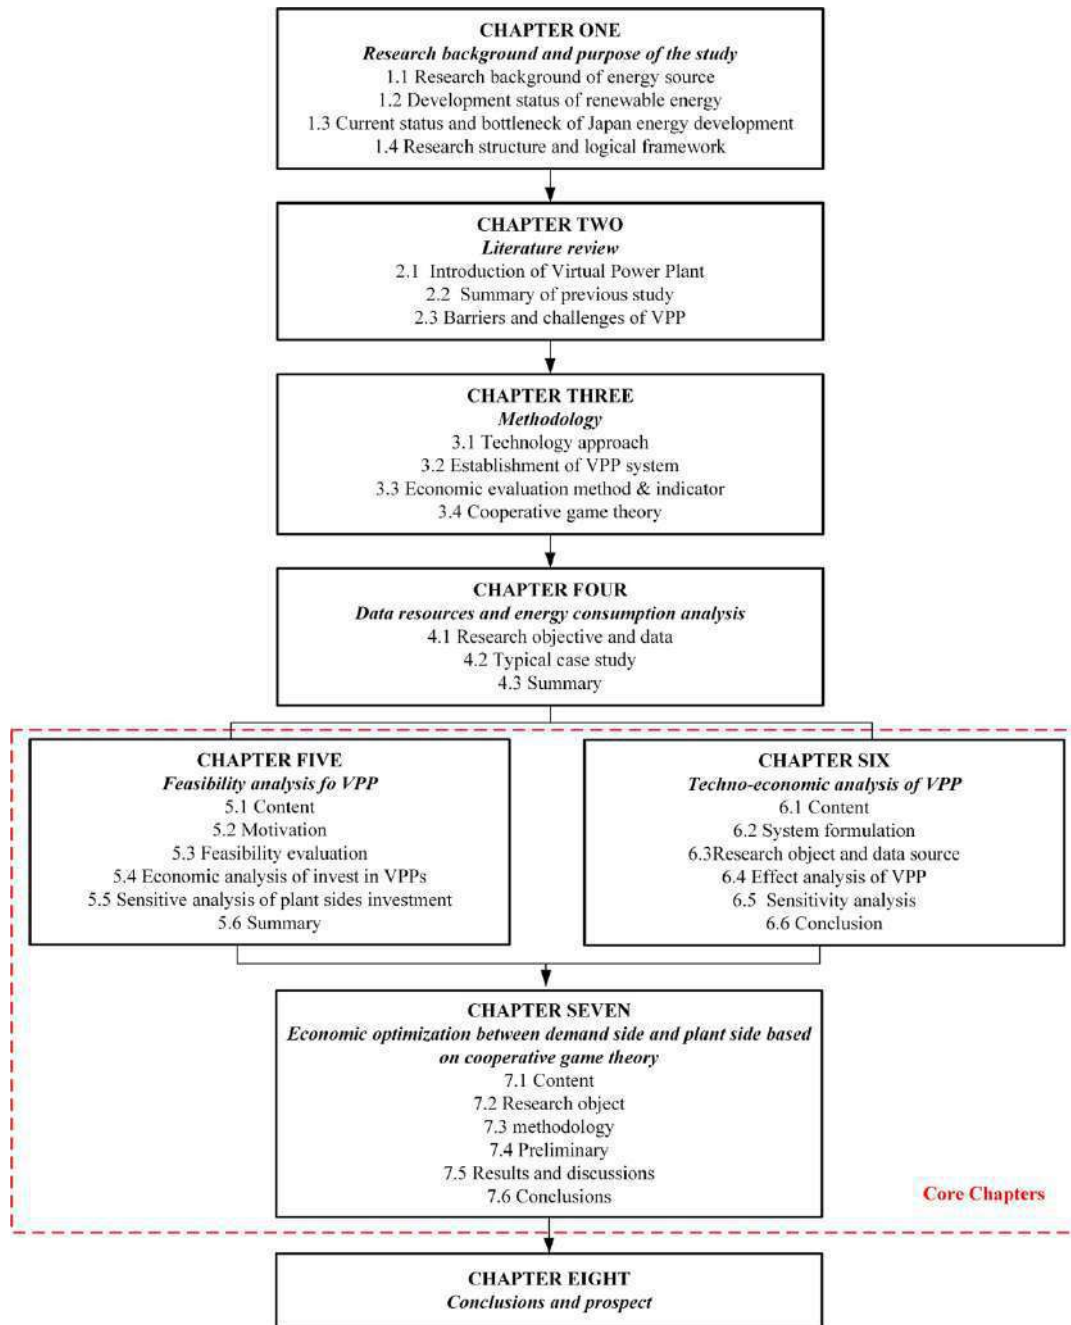 CHAPTER ONE
Research background and purpose of the study
1.1 Research background of energy source
1.2 Development status of renewable energy
1.3 Current status and bottleneck of Japan energy development
1.4 Research structure and logical framework
CHAPTER TWO
Literature review
2.1 Introduction of Virtual Power Plant
2.2 Summary of previous study
2.3 Barriers and challenges of VPP
CHAPTER THREE
Methodology
3.1 Technology approach
3.2 Establishment of VPP system
3.3 Economic evaluation method & indicator
3.4 Cooperative game theory
CHAPTER FOUR
Data resources and energy consumption analysis
4.1 Research objective and data
4.2 Typical case study
4.3 Summary
CHAPTER FIVE
Feasibility analysis fo VPP
5.1 Content
5.2 Motivation
5.3 Feasibility evaluation
5.4 Economic analysis of invest in VPPs
5.5 Sensitive analysis of plant sides investment
5.6 Summary
CHAPTER SIX
Techno-economic analysis of VPP
6.1 Content
6.2 System formulation
6.3Research object and data source
6.4 Effect analysis of VPP
6.5 Sensitivity analysis
6.6 Conclusion
CHAPTER SEVEN
Economic optimization between demand side and plant side based
on cooperative game theory
7.1 Content
7.2 Research object
7.3 methodology
7.4 Preliminary
7.5 Results and discussions
7.6 Conclusions
Core Chapters
CHAPTER EIGHT
Conclusions and prospect